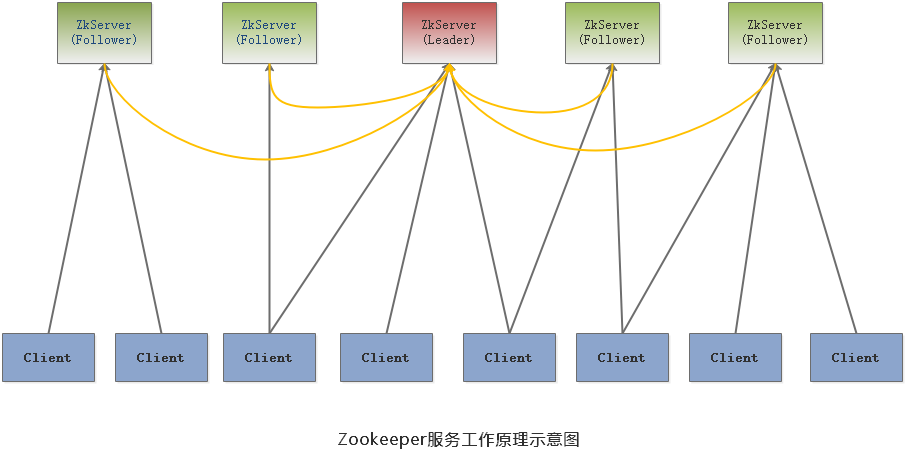 ZkServer
(Follower)
ZkServer
(Follower)
ZkServer
(Leader)
ZkServer
(Follower)
ZkServer
(Follower)
Client
Client
Client
Client
Client
Client
Client
Client
Zookeeper服务工作原理示意图